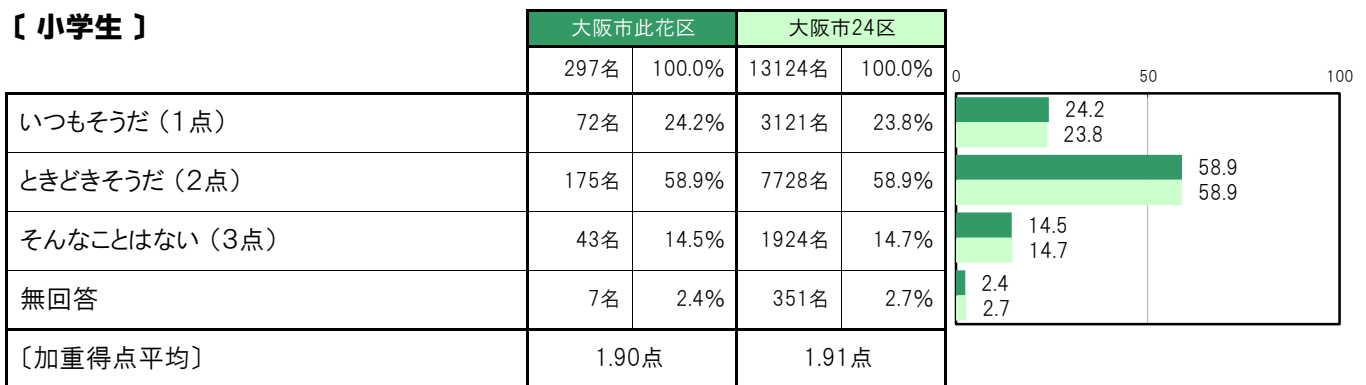 〔 小学生 〕
大阪市此花区 大阪市24区
297名 100.0% 13124名 100.0%
0 50 100
いつもそうだ（1点） 72名 24.2% 3121名 23.8%
24.2
23.8
ときどきそうだ（2点） 175名 58.9% 7728名 58.9%
58.9
58.9
そんなことはない（3点） 43名 14.5% 1924名 14.7%
14.5
14.7
無回答 7名 2.4% 351名 2.7%
2.4
2.7
〔加重得点平均〕 1.90点 1.91点